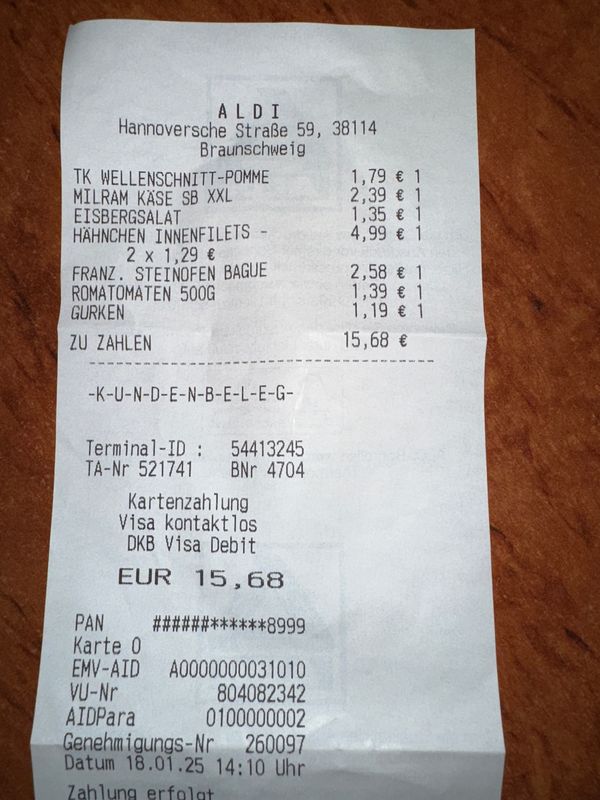 ALDI
Hannoversche Straße 59, 38114
Braunschweig
TK WELLENSCHNITT-POMME 1,79 € 1
MILRAM KÄSE SB XXL 2,39 € 1
EISBERGSALAT 1,35 € 1
HÄHNCHEN INNENFILETS - 4,99 € 1
2 x 1,29 €
FRANZ. STEINOFEN BAGUE 2,58 € 1
ROMATOMATEN 500G 1,39 € 1
GURKEN 1,19 € 1
ZU ZAHLEN 15,68 €
-K-U-N-D-E-N-B-E-L-E-G-
Terminal-ID : 54413245
TA-Nr 521741 BNr 4704
Kartenzahlung
Visa kontaktlos
DKB Visa Debit
EUR 15,68
PAN ######******8999
Karte 0
EMV-AID A0000000031010
VU-Nr 804082342
AIDPara 0100000002
Genehmigungs-Nr 260097
Datum 18.01.25 14:10 Uhr
Zahlung erfolgt